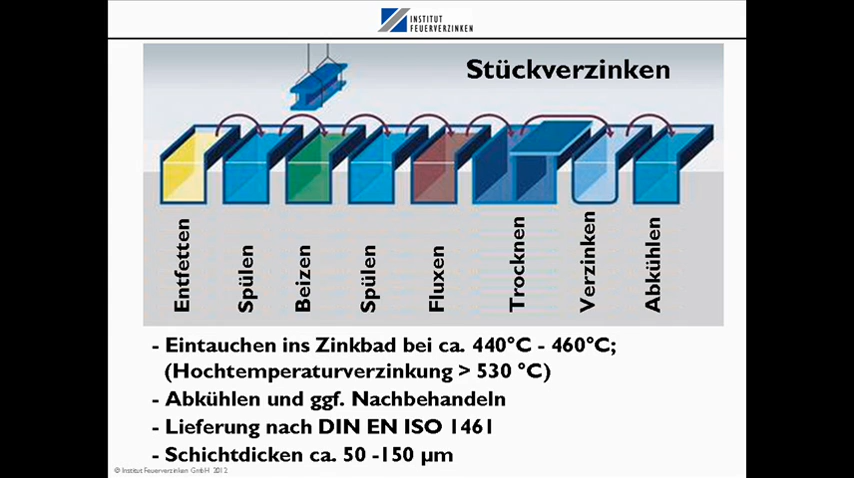 INSTITUT
FEUERVERZINKEN
Stückverzinken
Entfetten
Spülen
Beizen
Spülen
Fluxen
Trocknen
Verzinken
Abkühlen
- Eintauchen ins Zinkbad bei ca. 440°C - 460°C;
(Hochtemperaturverzinkung > 530 °C)
- Abkühlen und ggf. Nachbehandeln
- Lieferung nach DIN EN ISO 1461
- Schichtdicken ca. 50 -150 µm
© Institut Feuerverzinken GmbH 2012